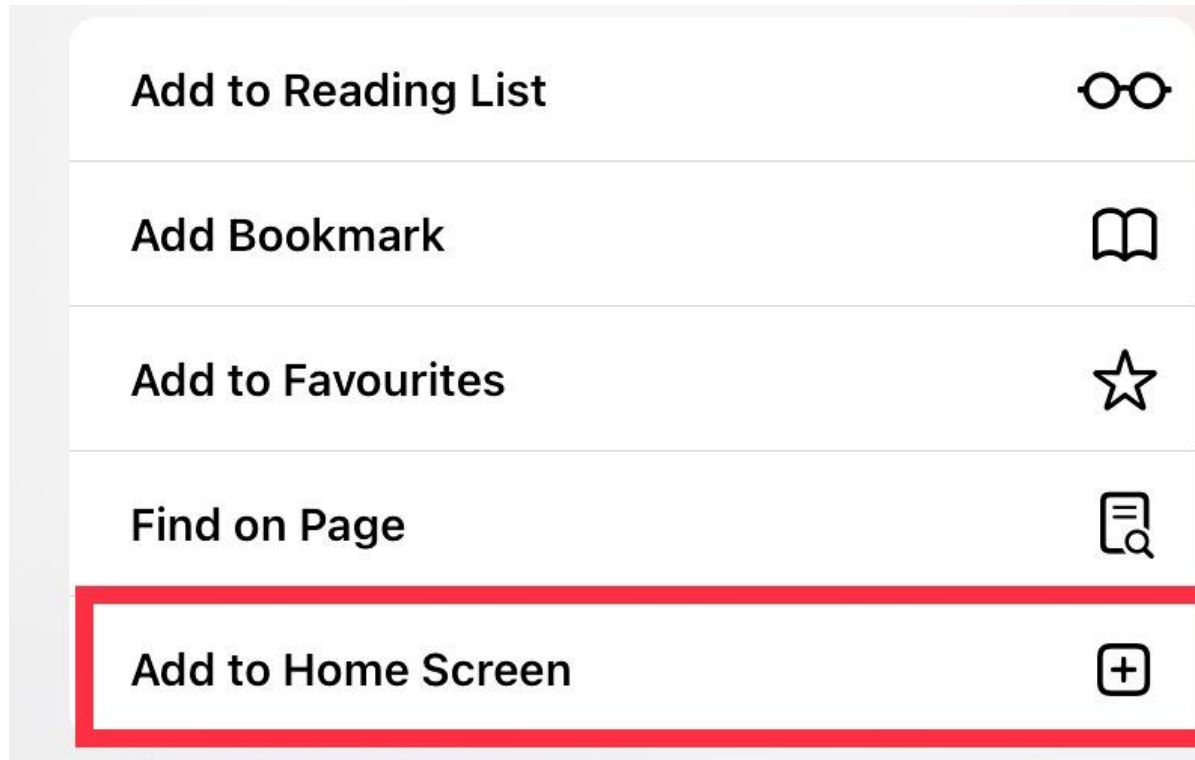 Add to Reading List
Add Bookmark
Add to Favourites
Find on Page
Add to Home Screen